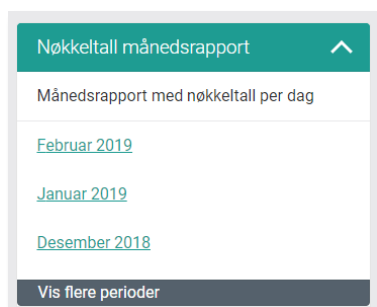 Nøkkeltall månedsrapport
Månedsrapport med nøkkeltall per dag
Februar 2019
Januar 2019
Desember 2018
Vis flere perioder